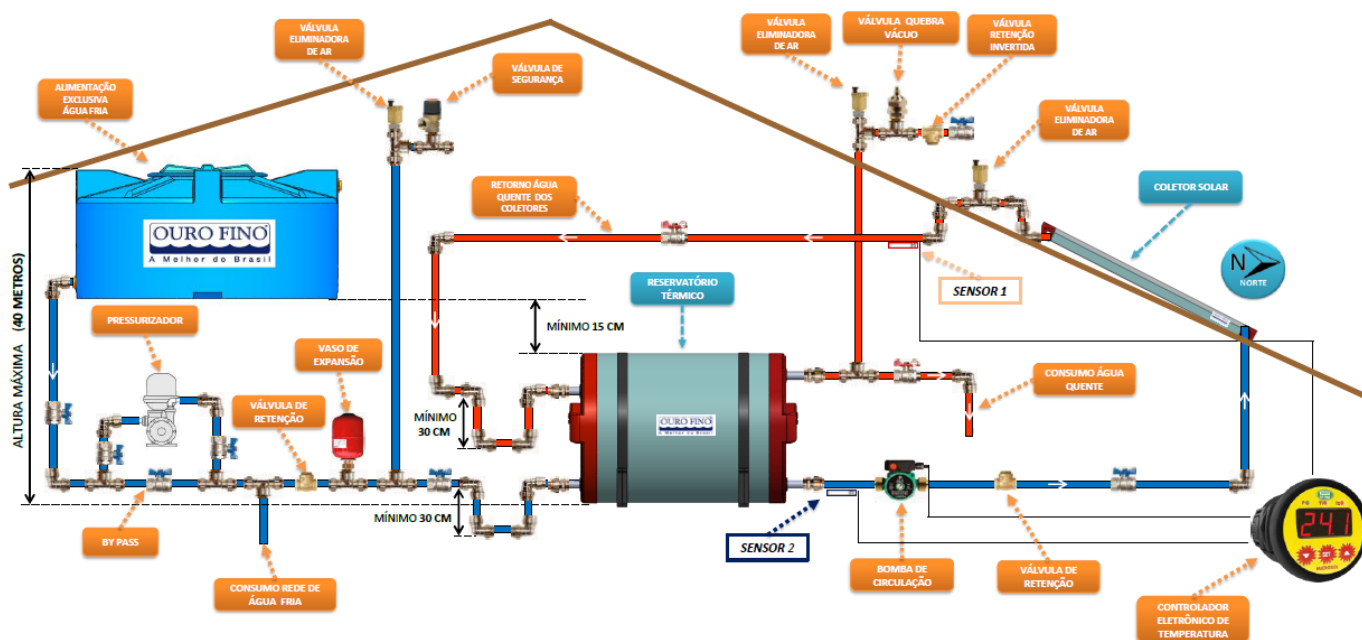 VÁLVULA
ELIMINADORA
DE AR
VÁLVULA DE
SEGURANÇA
VÁLVULA
ELIMINADORA
DE AR
VÁLVULA QUEBRA
VÁCUO
VÁLVULA
RETENÇÃO
INVERTIDA
ALIMENTAÇÃO
EXCLUSIVA
ÁGUA FRIA
VÁLVULA
ELIMINADORA
DE AR
RETORNO ÁGUA
QUENTE DOS
COLETORES
COLETOR SOLAR
OURO FINO
A Melhor do Brasil
N
NORTE
SENSOR 1
RESERVATÓRIO
TÉRMICO
ALTURA MÁXIMA (40 METROS)
PRESSURIZADOR
MÍNIMO 15 CM
VASO DE
EXPANSÃO
VÁLVULA DE
RETENÇÃO
MÍNIMO
30 CM
CONSUMO ÁGUA
QUENTE
OURO FINO
A Melhor do Brasil
MÍNIMO 30 CM
BY PASS
SENSOR 2
241
SET
CONSUMO REDE DE
ÁGUA FRIA
BOMBA DE
CIRCULAÇÃO
VÁLVULA DE
RETENÇÃO
CONTROLADOR
ELETRÔNICO DE
TEMPERATURA